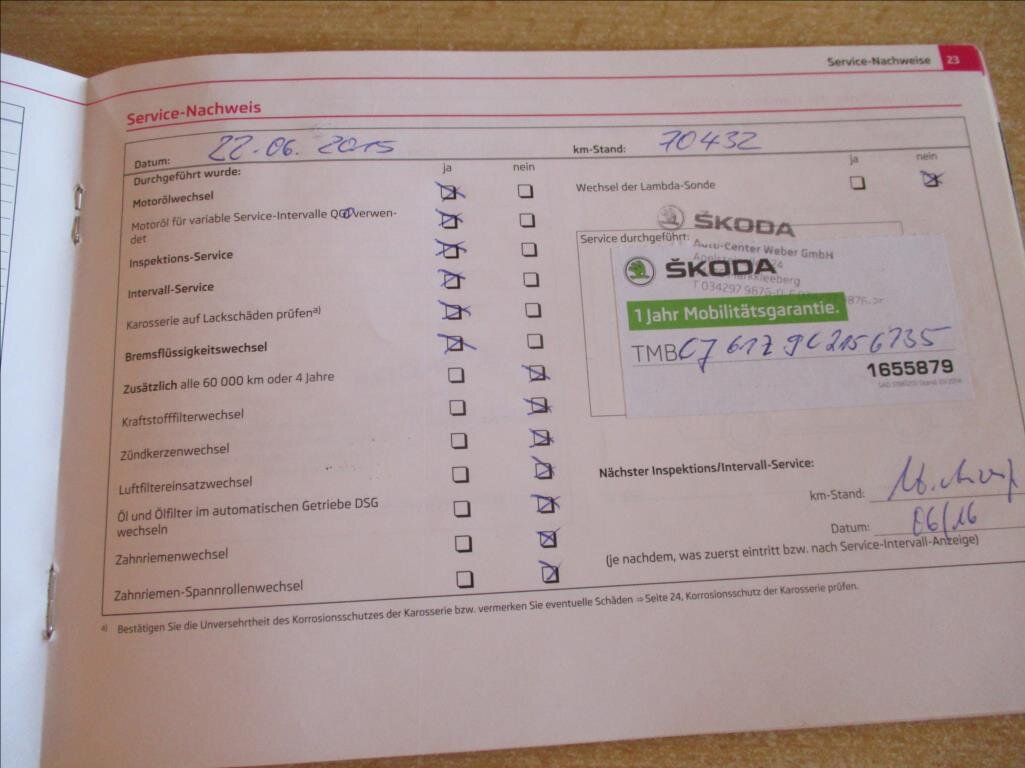 Service-Nachweise 23
Service-Nachweis
Datum: 22.06.2015 km-Stand: 70432
Durchgeführt wurde: ja nein ja nein
Motorölwechsel
Wechsel der Lambda-Sonde
Motoröl für variable Service-Intervalle verwen-
det
Inspektions-Service
Intervall-Service
Karosserie auf Lackschäden prüfen a)
Bremsflüssigkeitswechsel
Zusätzlich alle 60 000 km oder 4 Jahre
Kraftstofffilterwechsel
Zündkerzenwechsel
Luftfiltereinsatzwechsel
Öl und Ölfilter im automatischen Getriebe DSG
wechseln
Zahnriemenwechsel
Zahnriemen-Spannrollenwechsel
ŠKODA
Service durchgeführt:
Auto-Center Weber GmbH
ŠKODA
1 Jahr Mobilitätsgarantie.
TMBCJ61Z9C2156735
1655879
Nächster Inspektions/Intervall-Service:
km-Stand:
Datum: 06/16
(je nachdem, was zuerst eintritt bzw. nach Service-Intervall-Anzeige)
a) Bestätigen Sie die Unversehrtheit des Korrosionsschutzes der Karosserie bzw. vermerken Sie eventuelle Schäden ⇒ Seite 24, Korrosionsschutz der Karosserie prüfen.